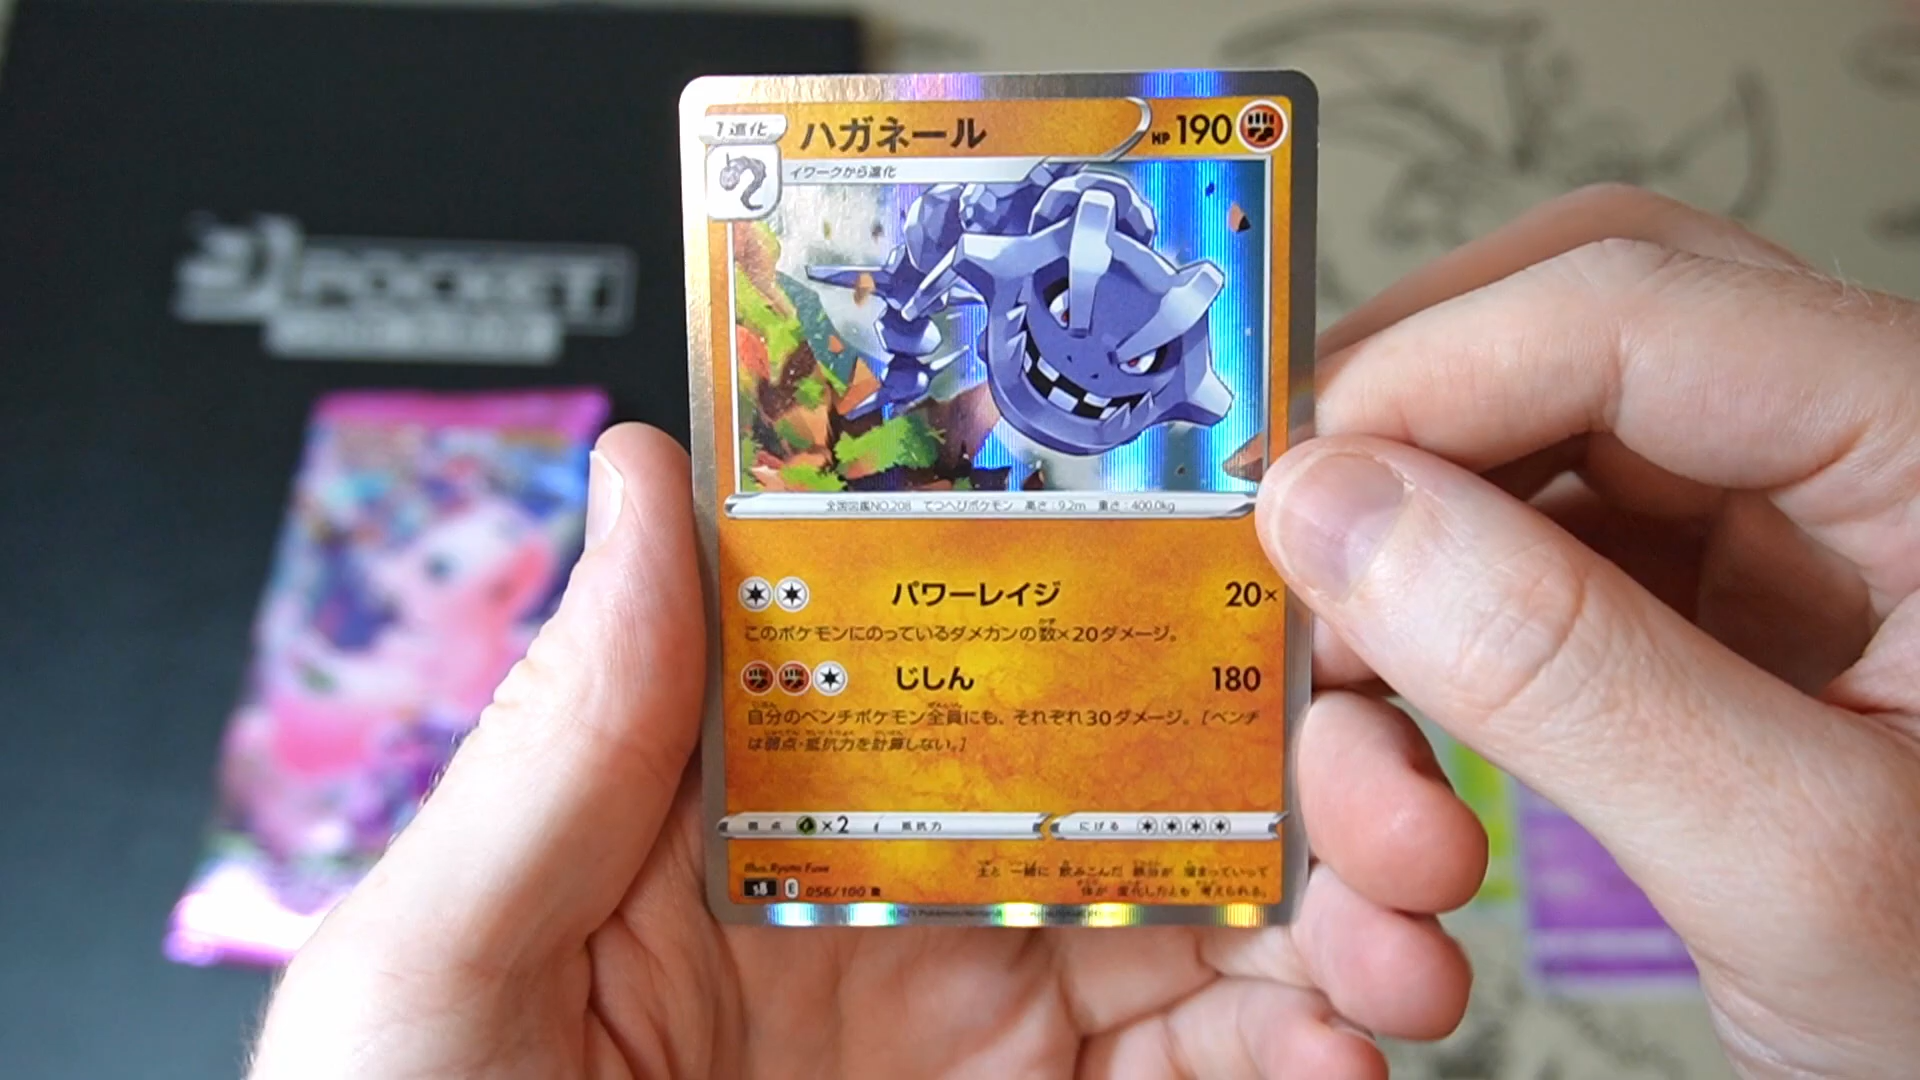 POCKET
1進化
ハガネール
HP 190
イワークから進化
全国図鑑NO.208 てつへびポケモン 高さ:9.2m 重さ:400.0kg
パワーレイジ 20×
このポケモンにのっているダメカンの数×20ダメージ。
じしん 180
自分のベンチポケモン全員にも、それぞれ30ダメージ。[ベンチ
は弱点・抵抗力を計算しない。]
弱点 ×2 抵抗力 にげる
Illus.Ryuta Fuse
土と一緒に飲みこんだ鉄分が溜まっていって
体が変化したとも考えられる。
s8 E 056/100 R